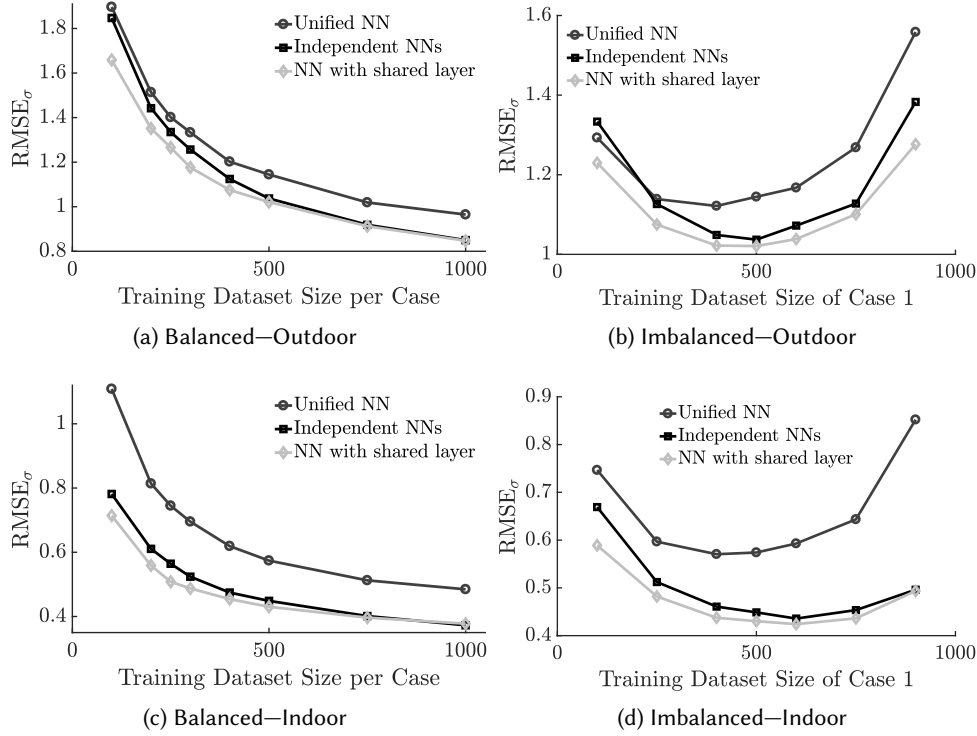 1.8
1.6
1.4
1.2
1
0.8
RMSEσ
Unified NN
Independent NNs
NN with shared layer
0
500
1000
Training Dataset Size per Case
(a) Balanced—Outdoor
1.6
1.4
1.2
1
RMSEσ
Unified NN
Independent NNs
NN with shared layer
0
500
1000
Training Dataset Size of Case 1
(b) Imbalanced—Outdoor
1
0.8
0.6
0.4
RMSEσ
Unified NN
Independent NNs
NN with shared layer
0
500
1000
Training Dataset Size per Case
(c) Balanced—Indoor
0.9
0.8
0.7
0.6
0.5
0.4
RMSEσ
Unified NN
Independent NNs
NN with shared layer
0
500
1000
Training Dataset Size of Case 1
(d) Imbalanced—Indoor